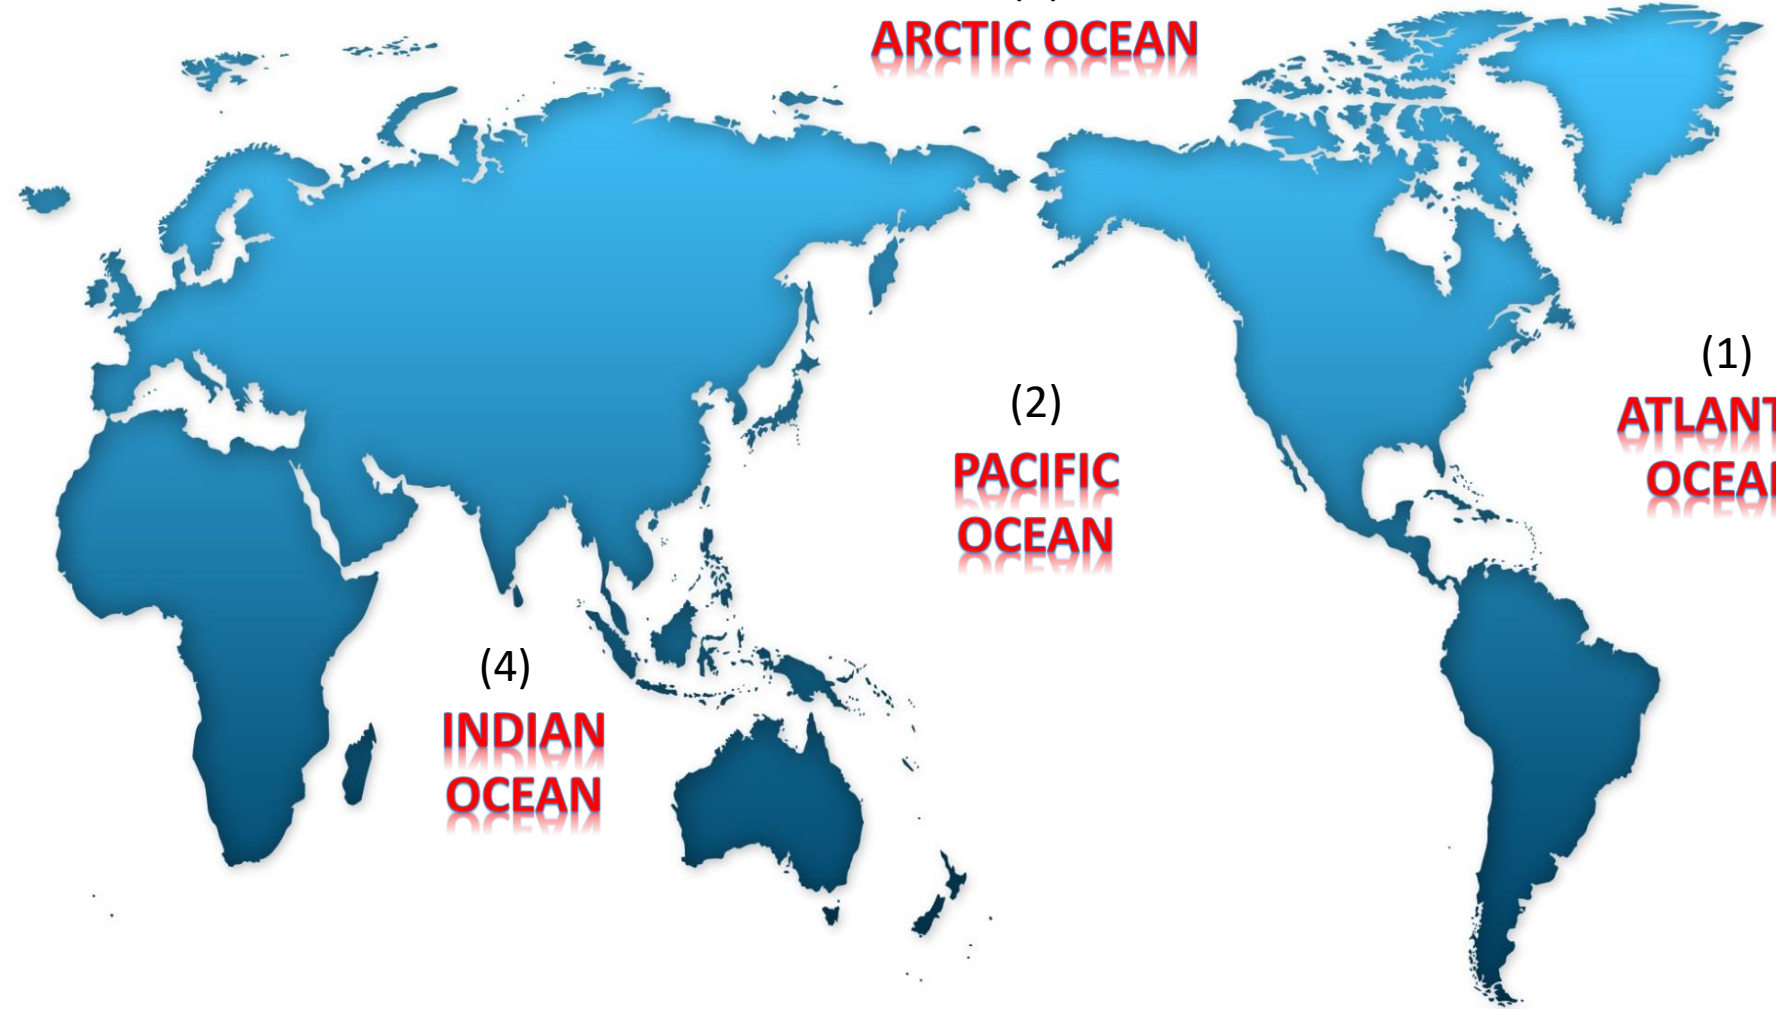 ARCTIC OCEAN
(1)
ATLANT
OCEA
(2)
PACIFIC
OCEAN
(4)
INDIAN
OCEAN